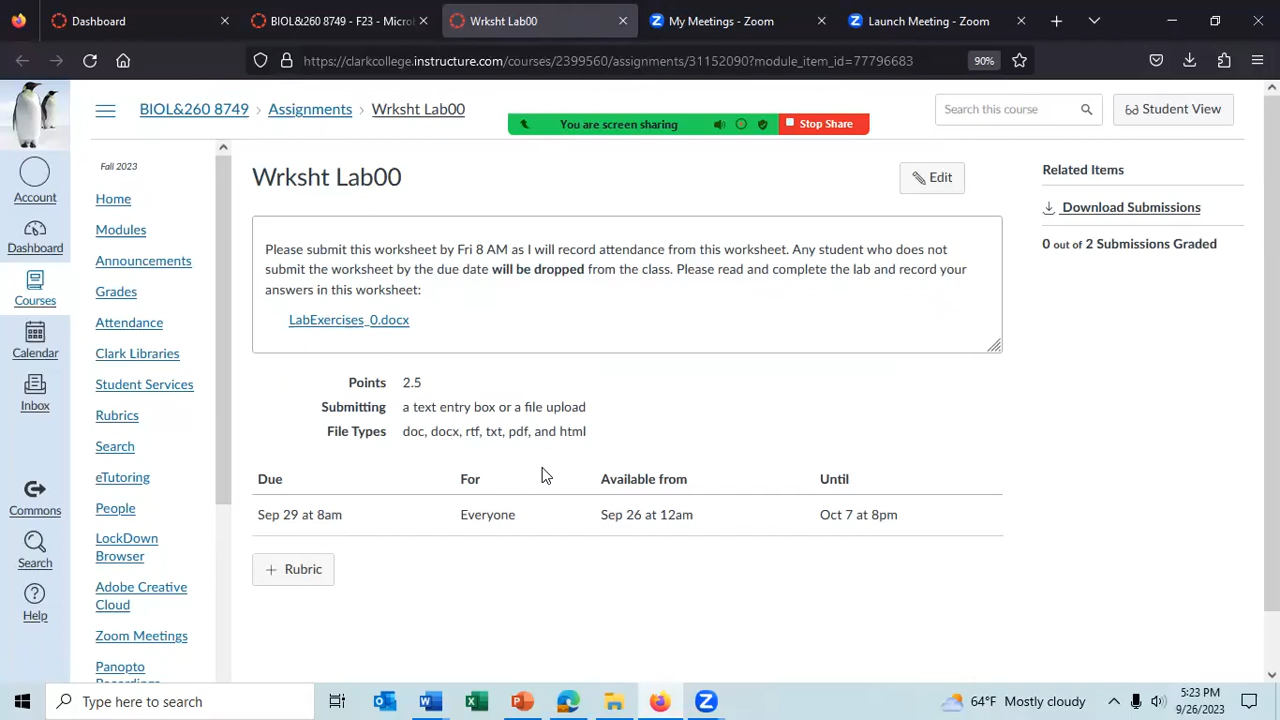 Dashboard
BIOL&260 8749 - F23 - Microb
Wrksht Lab00
My Meetings - Zoom
Launch Meeting - Zoom
https://clarkcollege.instructure.com/courses/2399560/assignments/31152090?module_item_id=77796683
90%
BIOL&260 8749 › Assignments › Wrksht Lab00
Search this course
Student View
You are screen sharing
Stop Share
Account
Dashboard
Courses
Calendar
Inbox
Commons
Search
Help
Fall 2023
Home
Modules
Announcements
Grades
Attendance
Clark Libraries
Student Services
Rubrics
Search
eTutoring
People
LockDown
Browser
Adobe Creative
Cloud
Zoom Meetings
Panopto
Recordings
Wrksht Lab00
Edit
Please submit this worksheet by Fri 8 AM as I will record attendance from this worksheet. Any student who does not
submit the worksheet by the due date will be dropped from the class. Please read and complete the lab and record your
answers in this worksheet:
LabExercises_0.docx
Points 2.5
Submitting a text entry box or a file upload
File Types doc, docx, rtf, txt, pdf, and html
Due For Available from Until
Sep 29 at 8am Everyone Sep 26 at 12am Oct 7 at 8pm
+ Rubric
Related Items
Download Submissions
0 out of 2 Submissions Graded
Type here to search
64°F Mostly cloudy
5:23 PM
9/26/2023